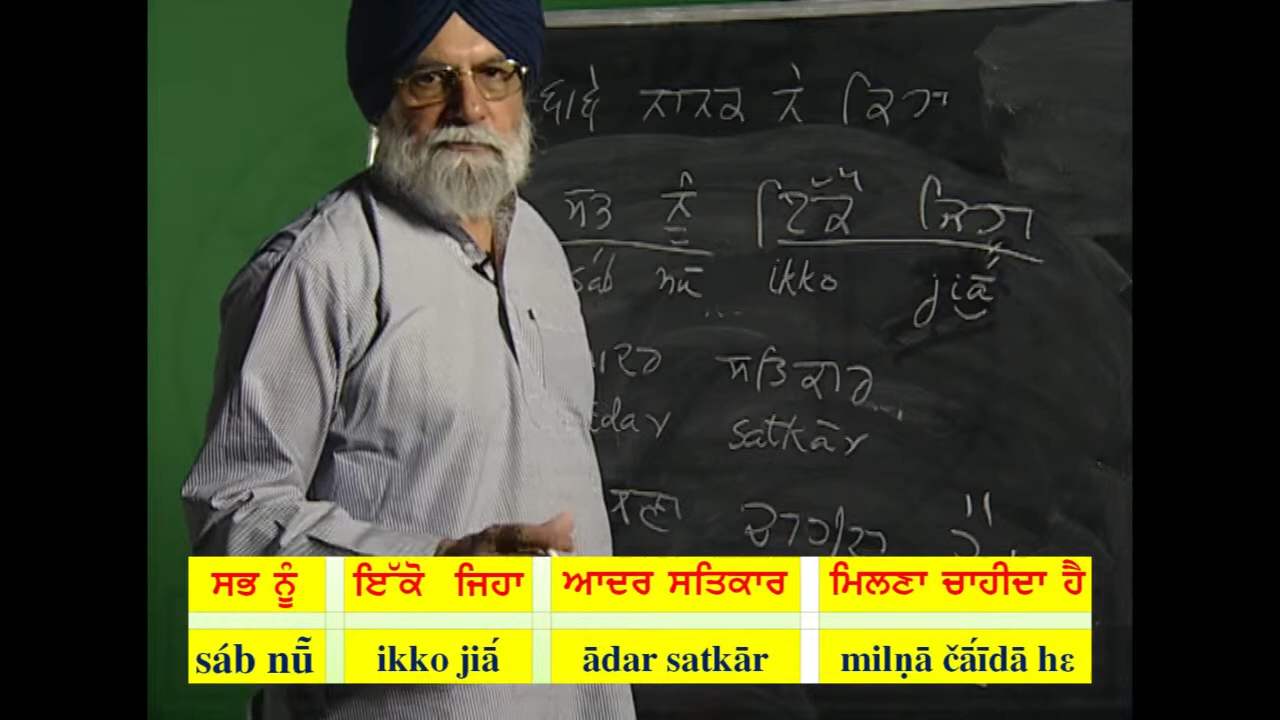 ਬਾਬੇ ਨਾਨਕ ਨੇ ਕਿਹਾ
ਸਭ ਨੂੰ ਇੱਕੋ ਜਿਹਾ
sáb nū ikko jiā́
ਸਤਿਕਾਰ
satkār
ਚਾਹੀਦਾ ਹੈ
ਸਭ ਨੂੰ ਇੱਕੋ ਜਿਹਾ ਆਦਰ ਸਤਿਕਾਰ ਮਿਲਣਾ ਚਾਹੀਦਾ ਹੈ
sáb nū̃ ikko jiā́ ādar satkār milṇā čā́īdā hɛ